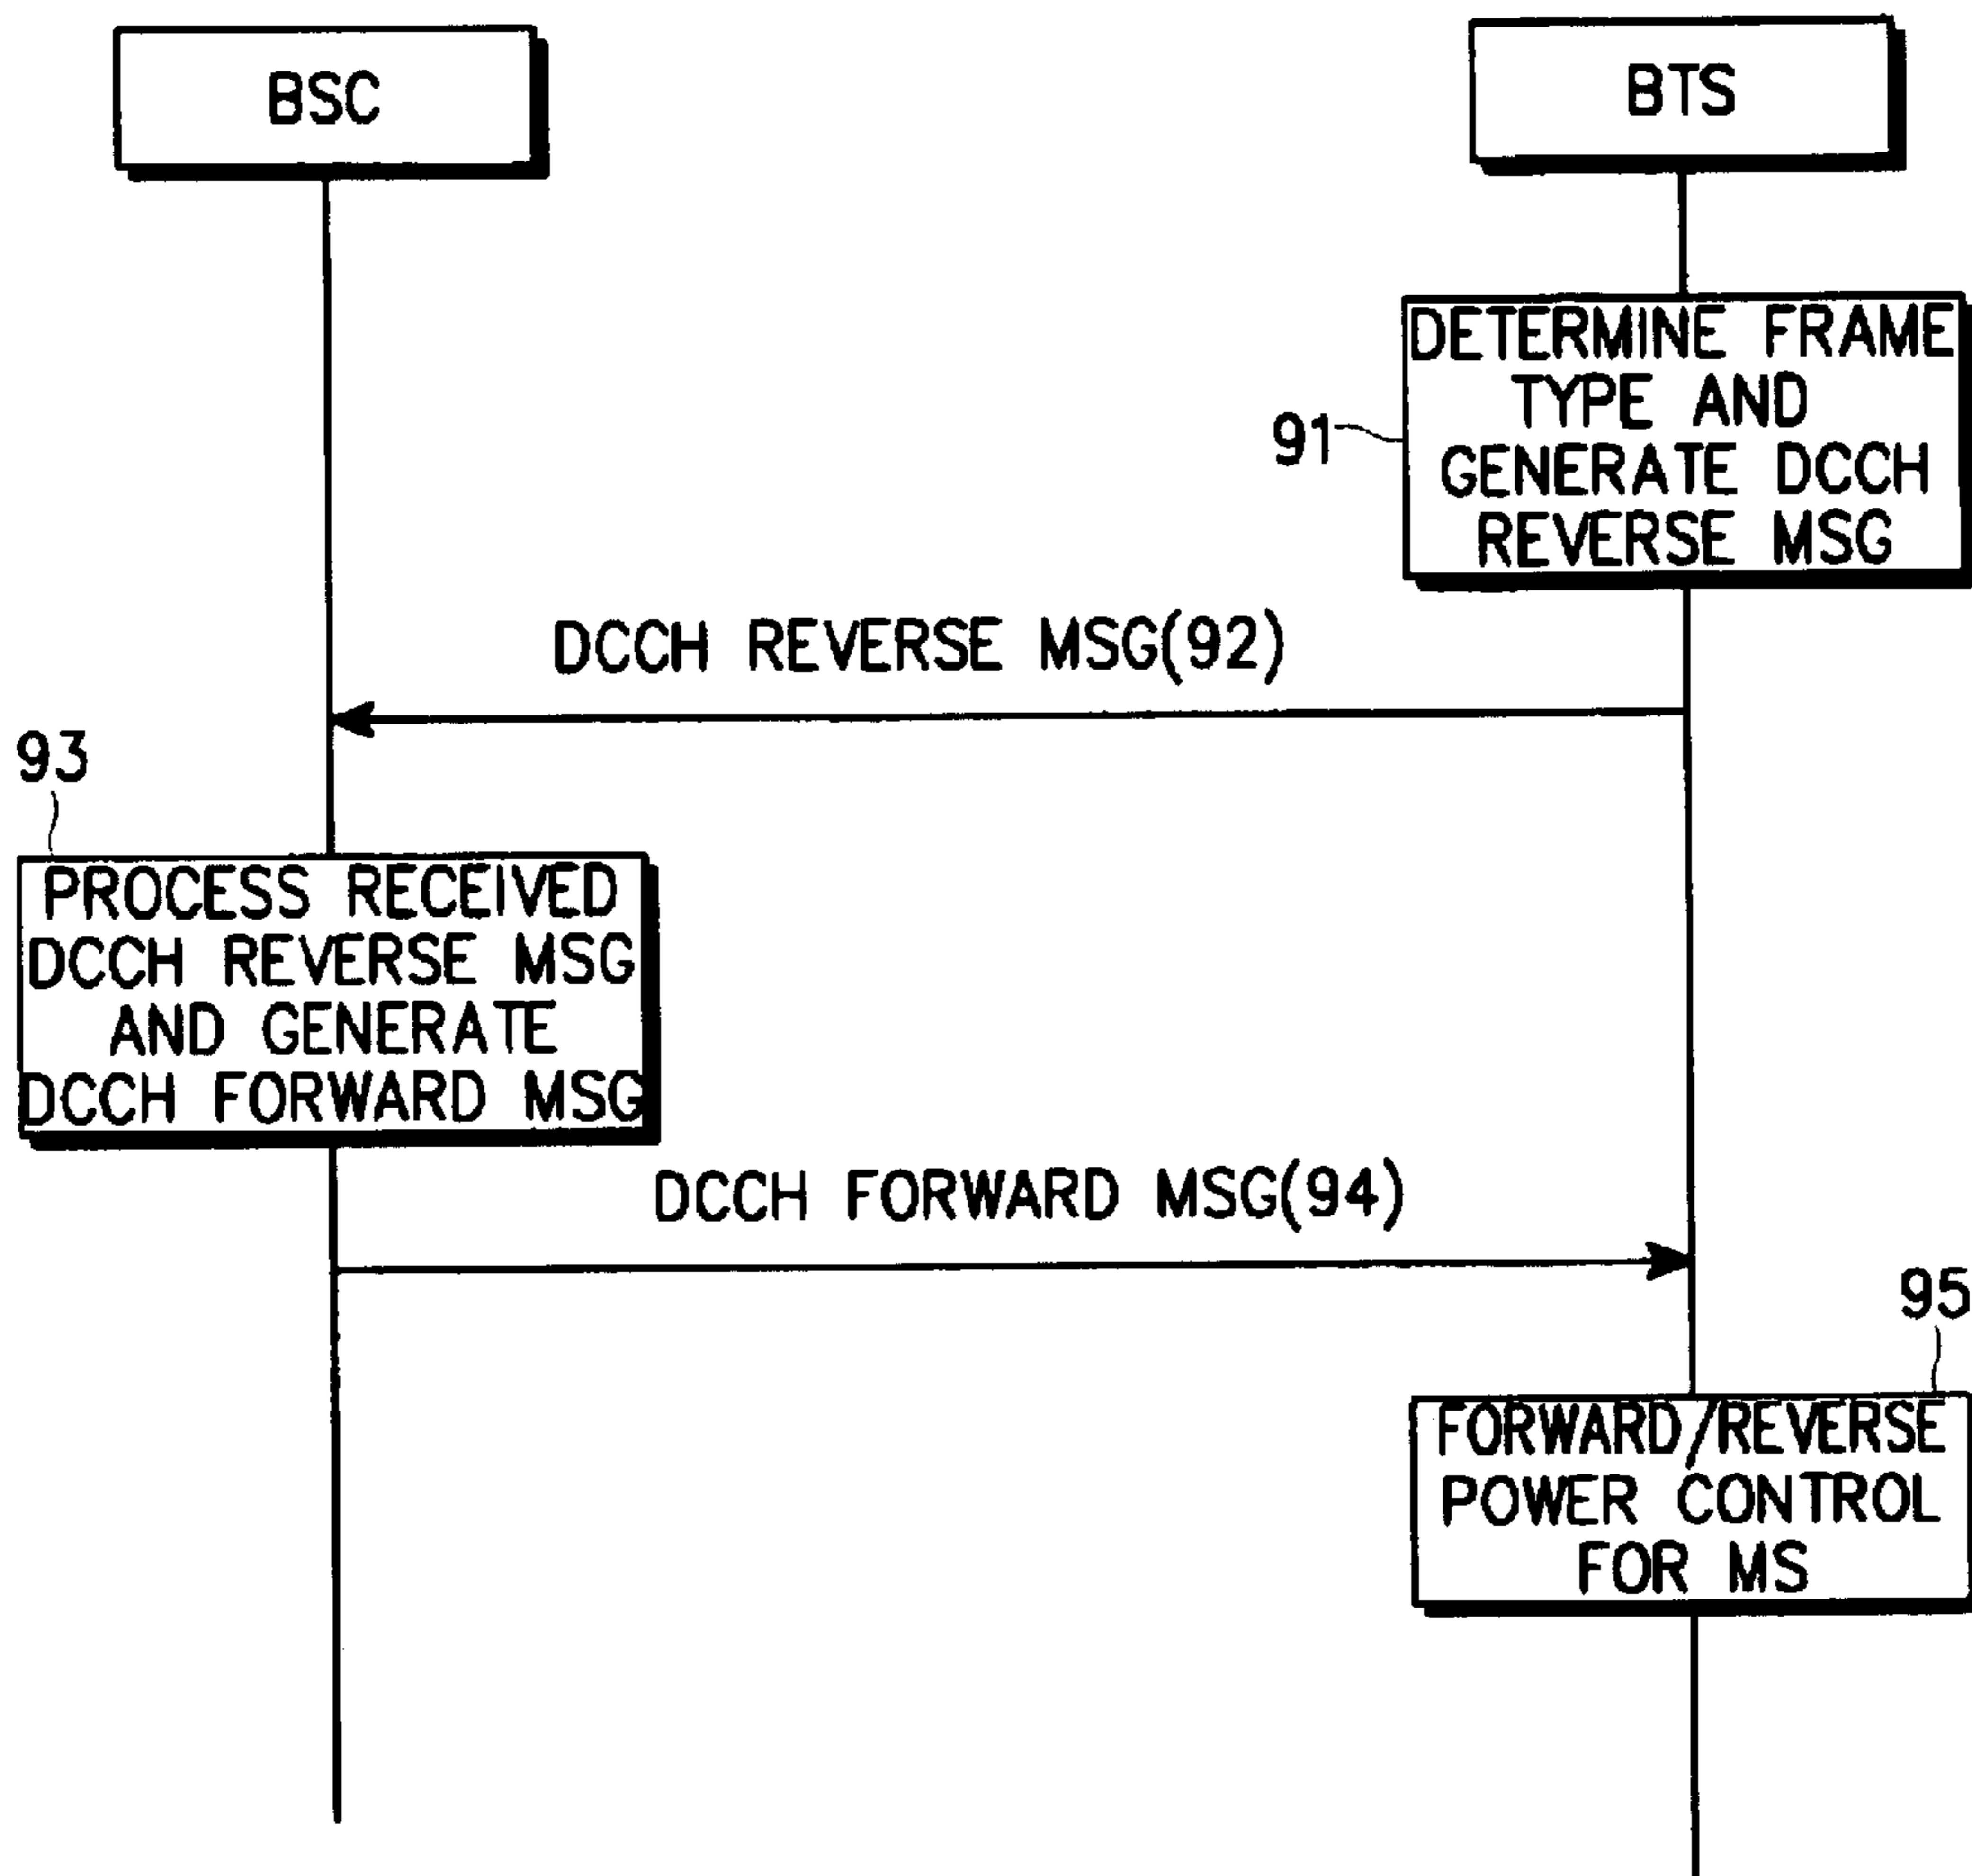 BSC
BTS
DETERMINE FRAME
TYPE AND
GENERATE DCCH
REVERSE MSG
91
DCCH REVERSE MSG(92)
93
PROCESS RECEIVED
DCCH REVERSE MSG
AND GENERATE
DCCH FORWARD MSG
DCCH FORWARD MSG(94)
95
FORWARD/REVERSE
POWER CONTROL
FOR MS